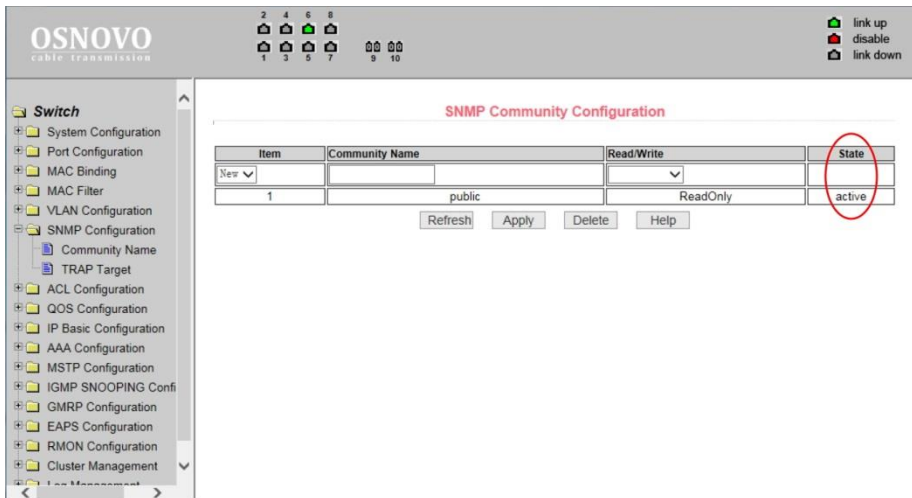 OSNOVO
cable transmission
2 4 6 8
1 3 5 7 9 10
link up
disable
link down
Switch
System Configuration
Port Configuration
MAC Binding
MAC Filter
VLAN Configuration
SNMP Configuration
Community Name
TRAP Target
ACL Configuration
QOS Configuration
IP Basic Configuration
AAA Configuration
MSTP Configuration
IGMP SNOOPING Confi
GMRP Configuration
EAPS Configuration
RMON Configuration
Cluster Management
Log Management
SNMP Community Configuration
Item Community Name Read/Write State
New
1 public ReadOnly active
Refresh Apply Delete Help